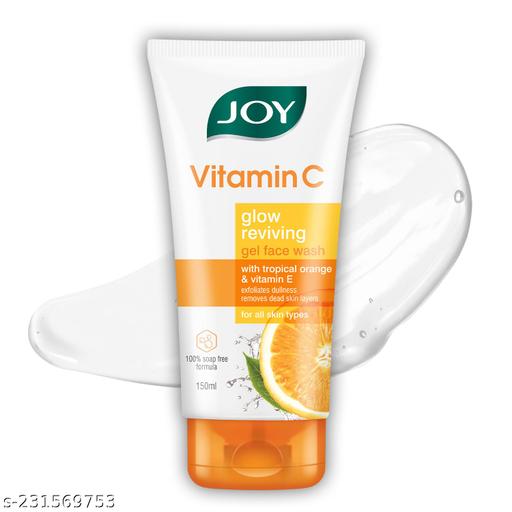 JOY
Vitamin C
glow
reviving
gel face wash
with tropical orange
& vitamin E
exfoliates dullness
removes dead skin layers
for all skin types
100% soap free
formula
150ml
s-231569753